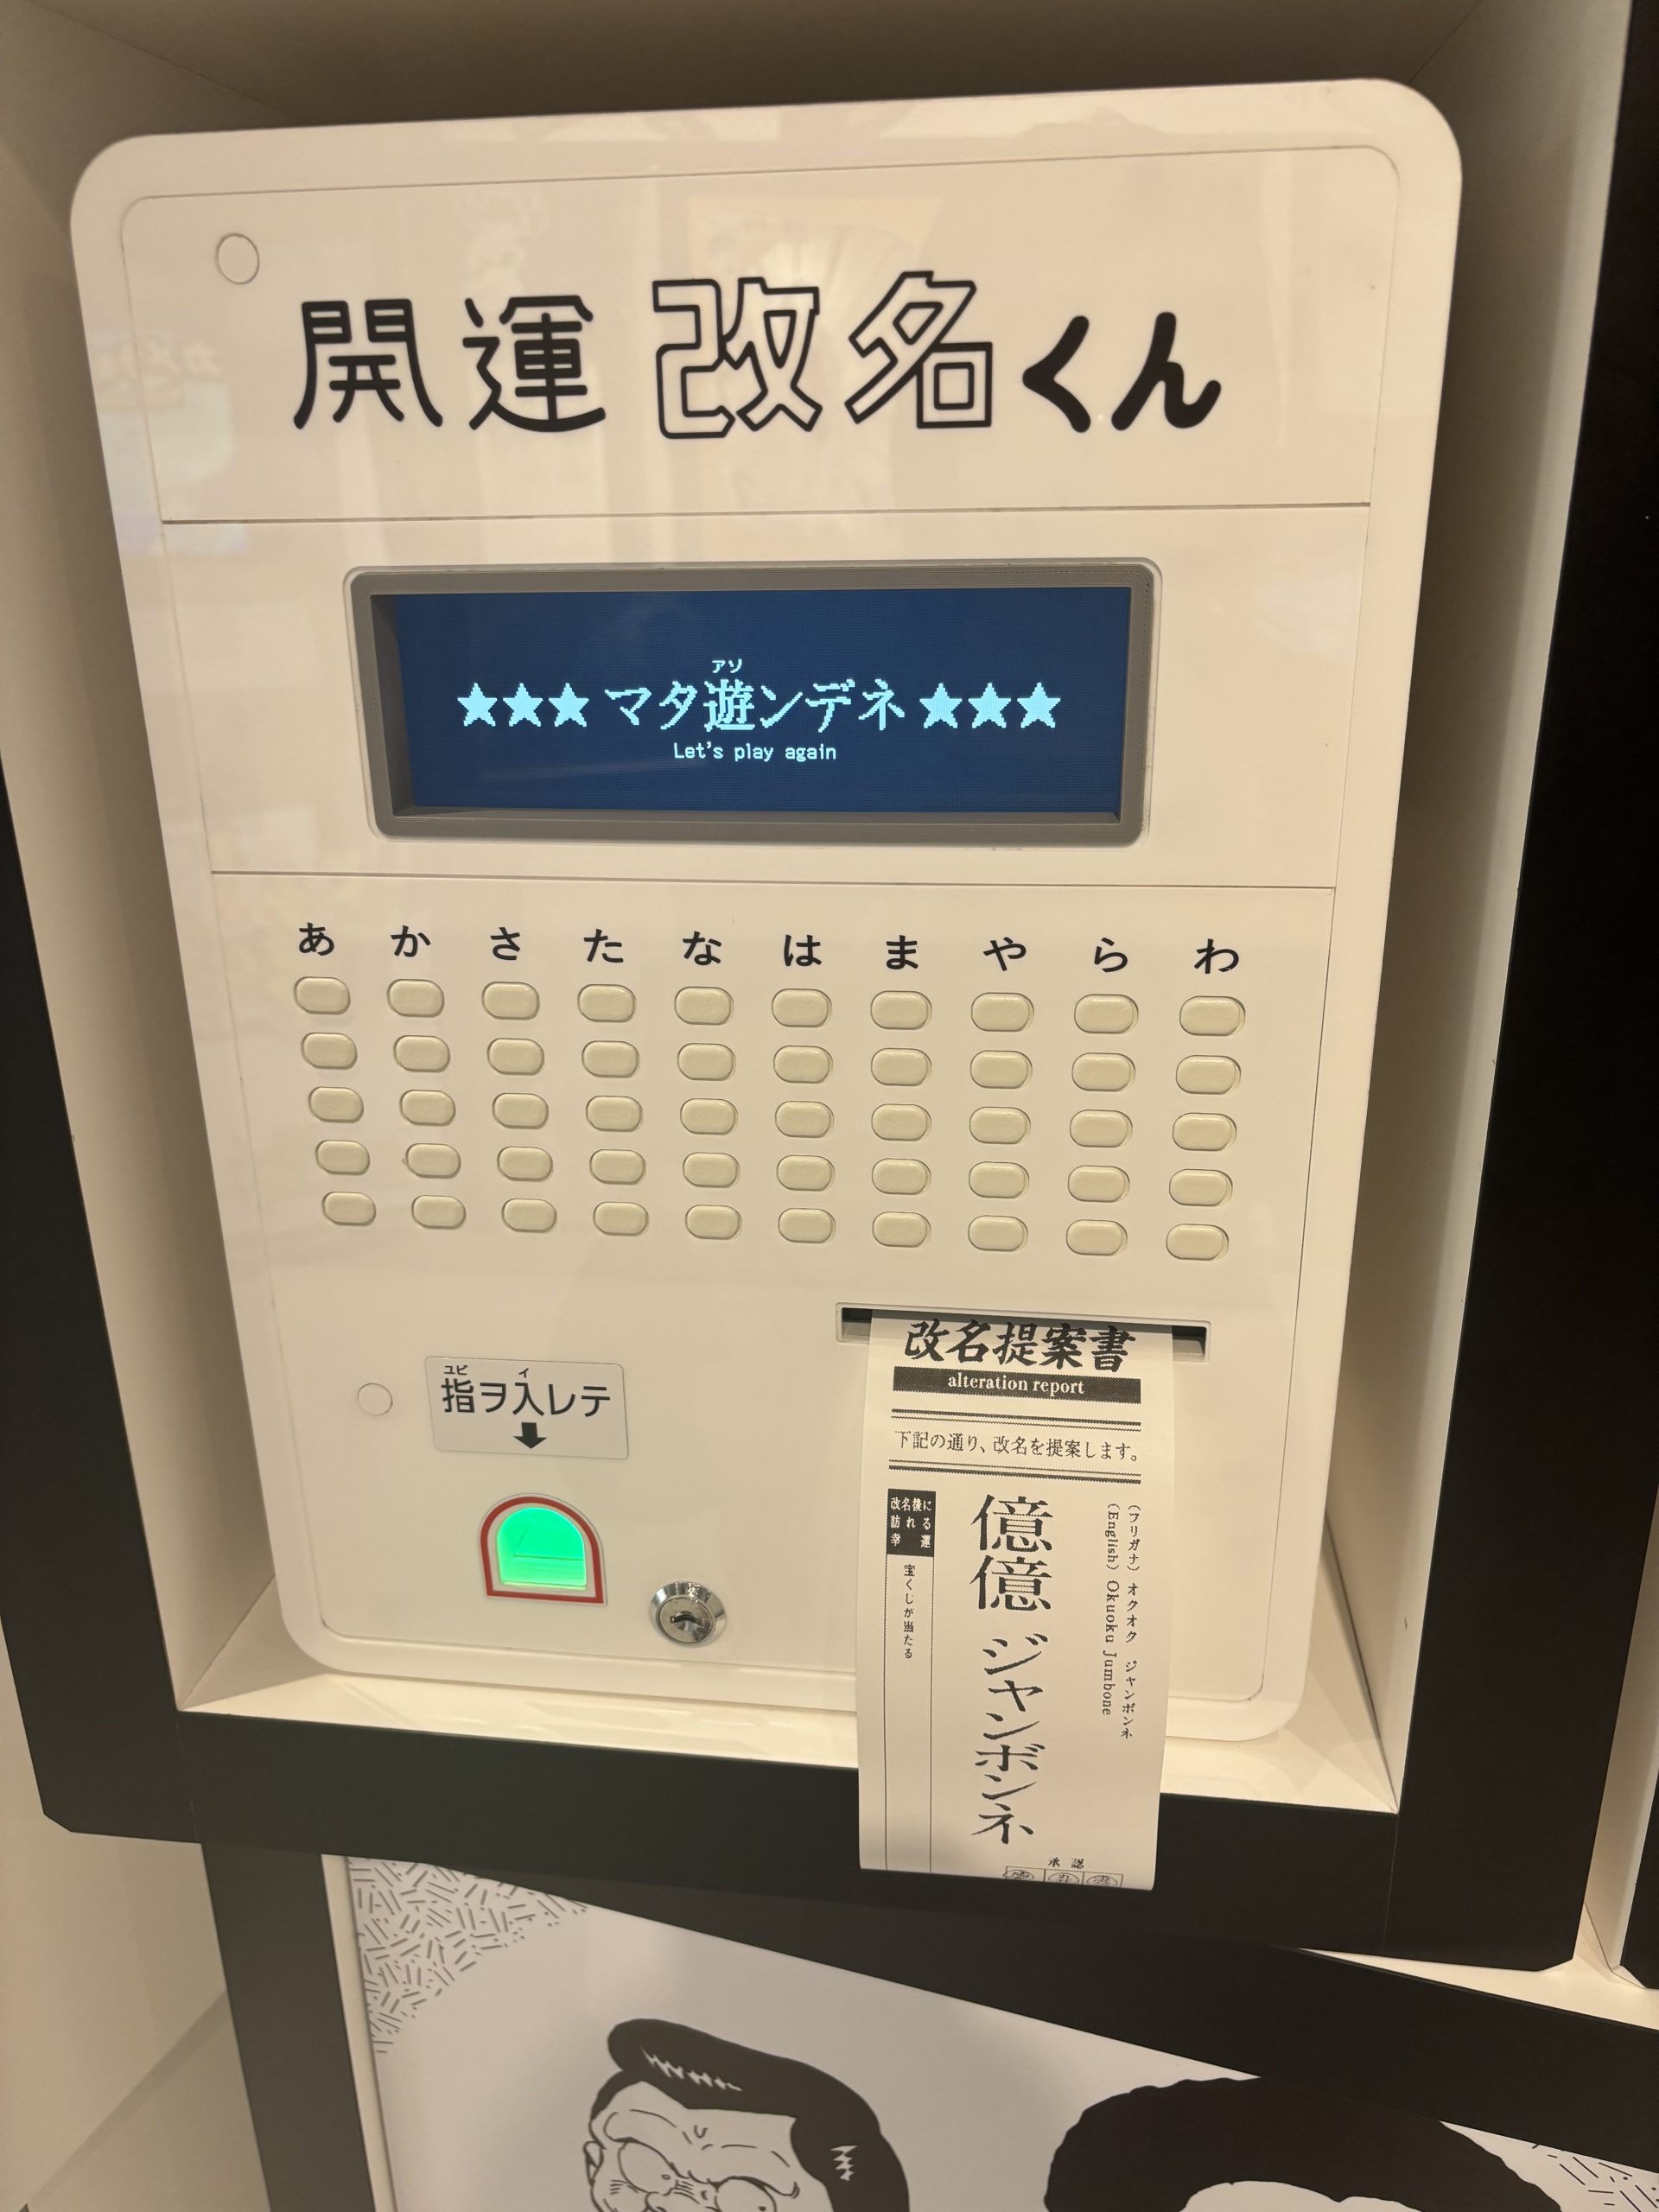 開運改名くん
アソ
★★★マタ遊ンデネ★★★
Let's play again
あ か さ た な は ま や ら わ
ユビ イ
指ヲ入レテ
改名提案書
alteration report
下記の通り、改名を提案します。
(フリガナ) オクオク ジャンボンネ
(English) Okuoku Jumbone
億億 ジャンボンネ
改名後に
訪れる
幸運
宝くじが当たる
承認